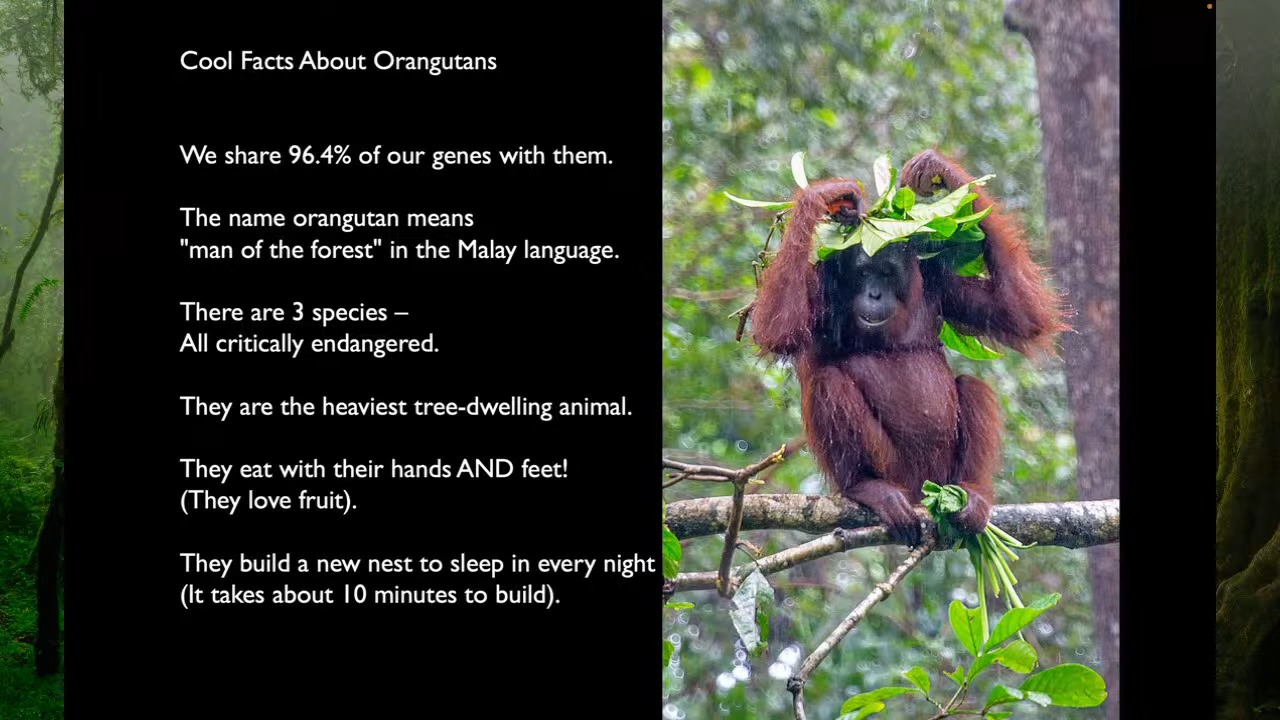 Cool Facts About Orangutans
We share 96.4% of our genes with them.
The name orangutan means
"man of the forest" in the Malay language.
There are 3 species –
All critically endangered.
They are the heaviest tree-dwelling animal.
They eat with their hands AND feet!
(They love fruit).
They build a new nest to sleep in every night
(It takes about 10 minutes to build).